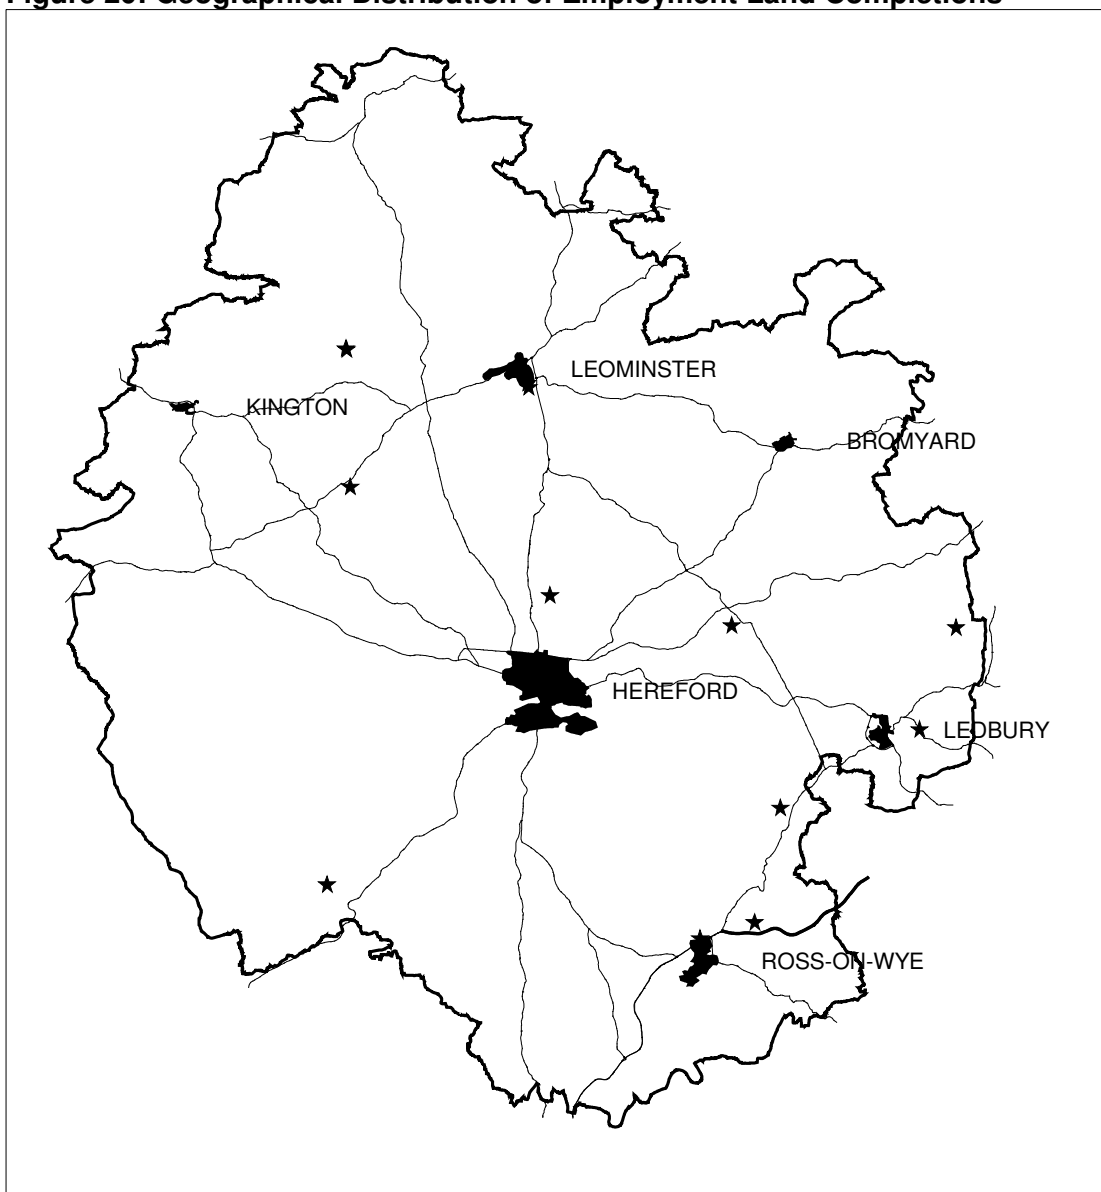 Figure 20: Geographical Distribution of Employment Land Completions
LEOMINSTER
KINGTON
BROMYARD
HEREFORD
LEDBURY
ROSS-ON-WYE